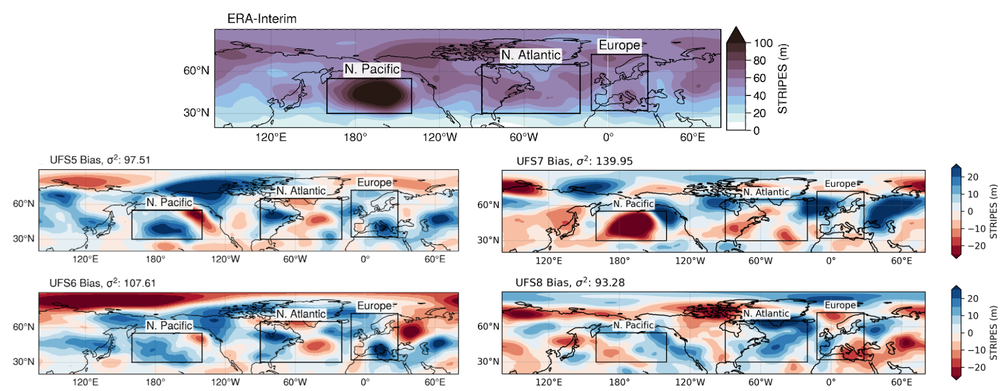 ERA-Interim
N. Pacific
N. Atlantic
Europe
60°N
30°N
120°E 180° 120°W 60°W 0° 60°E
100
80
60
40
20
0
STRIPES (m)
UFS5 Bias, σ²: 97.51
N. Pacific
N. Atlantic
Europe
60°N
30°N
120°E 180° 120°W 60°W 0° 60°E
UFS7 Bias, σ²: 139.95
N. Pacific
N. Atlantic
Europe
60°N
30°N
120°E 180° 120°W 60°W 0° 60°E
20
10
0
−10
−20
STRIPES (m)
UFS6 Bias, σ²: 107.61
N. Pacific
N. Atlantic
Europe
60°N
30°N
120°E 180° 120°W 60°W 0° 60°E
UFS8 Bias, σ²: 93.28
N. Pacific
N. Atlantic
Europe
60°N
30°N
120°E 180° 120°W 60°W 0° 60°E
20
10
0
−10
−20
STRIPES (m)